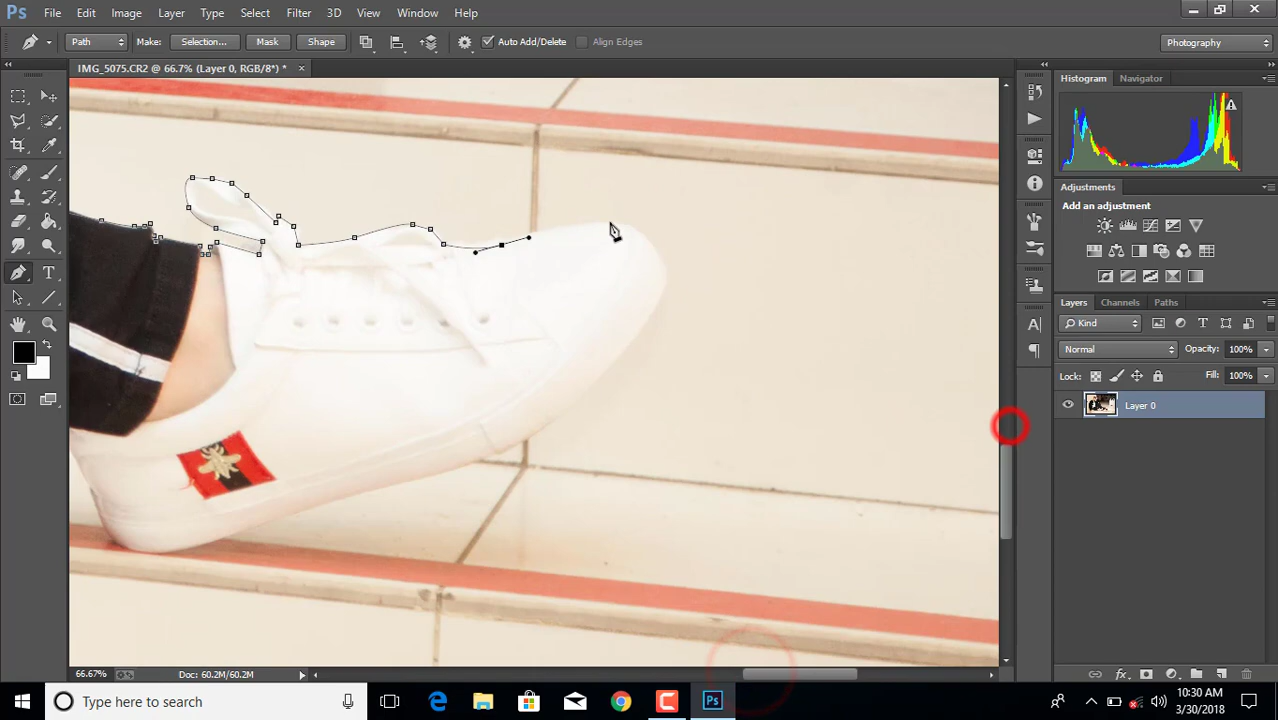 Ps File Edit Image Layer Type Select Filter 3D View Window Help
Path Make: Selection... Mask Shape Auto Add/Delete Align Edges Photography
IMG_5075.CR2 @ 66.7% (Layer 0, RGB/8*) *
Histogram Navigator
Adjustments
Add an adjustment
Layers Channels Paths
Kind
Normal Opacity: 100%
Lock: Fill: 100%
Layer 0
66.67% Doc: 60.2M/60.2M
Type here to search
10:30 AM
3/30/2018